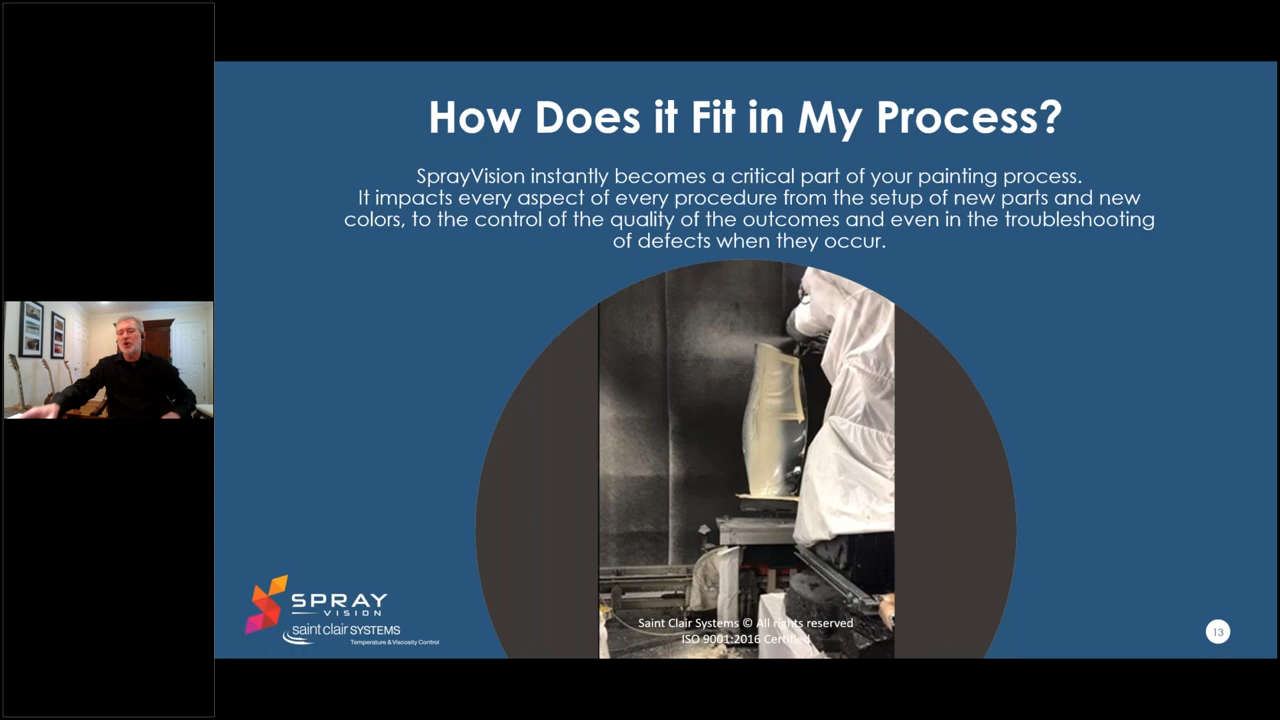 How Does it Fit in My Process?
SprayVision instantly becomes a critical part of your painting process.
It impacts every aspect of every procedure from the setup of new parts and new
colors, to the control of the quality of the outcomes and even in the troubleshooting
of defects when they occur.
SPRAY
VISION
saint clair SYSTEMS
Temperature & Viscosity Control
Saint Clair Systems © All rights reserved
ISO 9001:2016 Certified
13